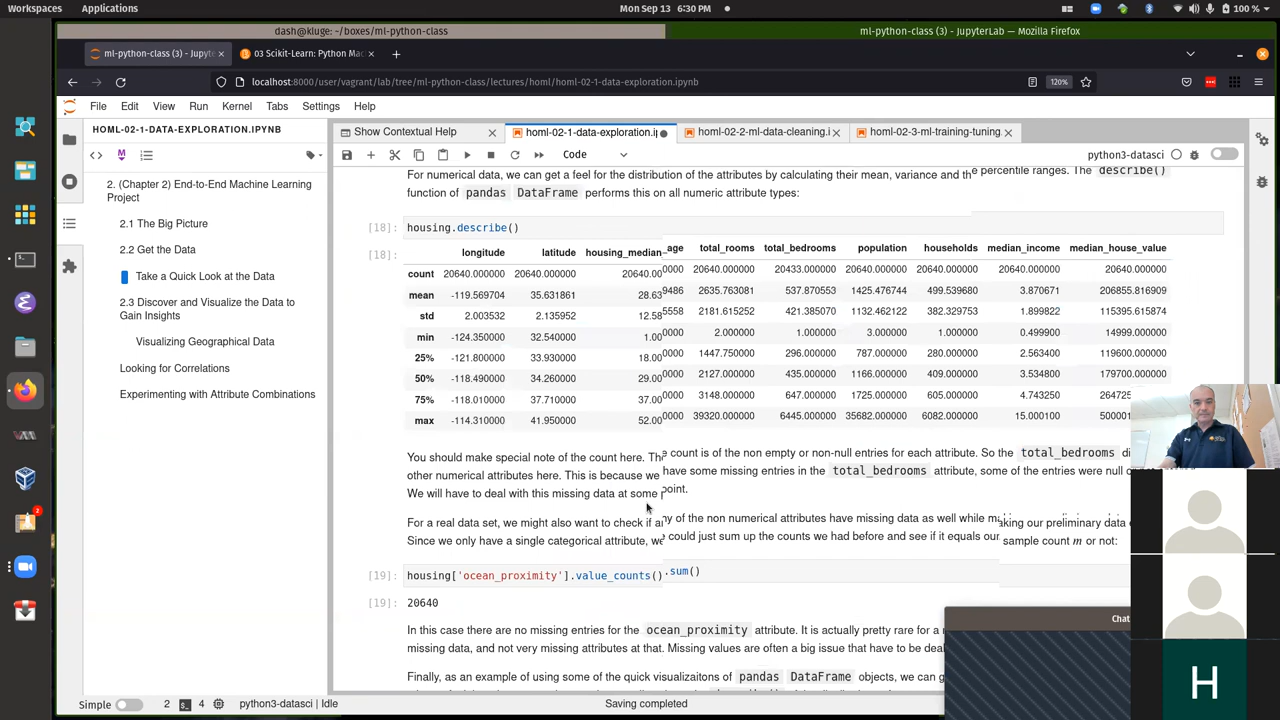 Workspaces Applications Mon Sep 13 6:30 PM 100 %
dash@kluge: ~/boxes/ml-python-class ml-python-class (3) - JupyterLab — Mozilla Firefox
ml-python-class (3) - Jupyte 03 Scikit-Learn: Python Mac
localhost:8000/user/vagrant/lab/tree/ml-python-class/lectures/homl/homl-02-1-data-exploration.ipynb 120%
File Edit View Run Kernel Tabs Settings Help
HOML-02-1-DATA-EXPLORATION.IPYNB
Show Contextual Help homl-02-1-data-exploration.ip homl-02-2-ml-data-cleaning.i homl-02-3-ml-training-tuning.
Code python3-datasci
2. (Chapter 2) End-to-End Machine Learning
Project
2.1 The Big Picture
2.2 Get the Data
Take a Quick Look at the Data
2.3 Discover and Visualize the Data to
Gain Insights
Visualizing Geographical Data
Looking for Correlations
Experimenting with Attribute Combinations
For numerical data, we can get a feel for the distribution of the attributes by calculating their mean, variance and the percentile ranges. The describe()
function of pandas DataFrame performs this on all numeric attribute types:
[18]: housing.describe()
[18]: longitude latitude housing_median_age total_rooms total_bedrooms population households median_income median_house_value
count 20640.000000 20640.000000 20640.000000 20640.000000 20433.000000 20640.000000 20640.000000 20640.000000 20640.000000
mean -119.569704 35.631861 28.639486 2635.763081 537.870553 1425.476744 499.539680 3.870671 206855.816909
std 2.003532 2.135952 12.585558 2181.615252 421.385070 1132.462122 382.329753 1.899822 115395.615874
min -124.350000 32.540000 1.000000 2.000000 1.000000 3.000000 1.000000 0.499900 14999.000000
25% -121.800000 33.930000 18.000000 1447.750000 296.000000 787.000000 280.000000 2.563400 119600.000000
50% -118.490000 34.260000 29.000000 2127.000000 435.000000 1166.000000 409.000000 3.534800 179700.000000
75% -118.010000 37.710000 37.000000 3148.000000 647.000000 1725.000000 605.000000 4.743250 264725
max -114.310000 41.950000 52.000000 39320.000000 6445.000000 35682.000000 6082.000000 15.000100 50000
You should make special note of the count here. The count is of the non empty or non-null entries for each attribute. So the total_bedrooms di
other numerical attributes here. This is because we have some missing entries in the total_bedrooms attribute, some of the entries were null o
We will have to deal with this missing data at some point.
For a real data set, we might also want to check if any of the non numerical attributes have missing data as well while making our preliminary data e
Since we only have a single categorical attribute, we could just sum up the counts we had before and see if it equals our sample count m or not:
[19]: housing['ocean_proximity'].value_counts().sum()
[19]: 20640
In this case there are no missing entries for the ocean_proximity attribute. It is actually pretty rare for a
missing data, and not very missing attributes at that. Missing values are often a big issue that have to be deal
Finally, as an example of using some of the quick visualizaitons of pandas DataFrame objects, we can g
Chat
H
Simple 2 4 python3-datasci | Idle Saving completed